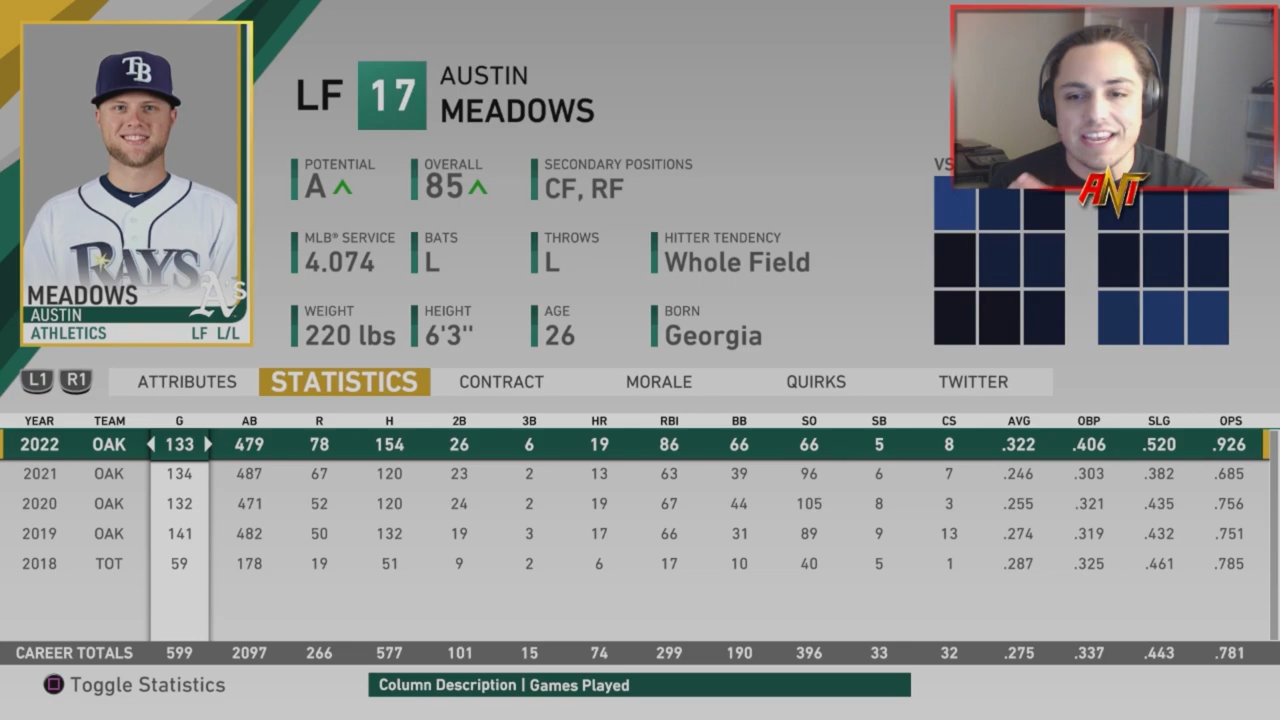 TB
RAYS
A's
MEADOWS
AUSTIN
ATHLETICS LF L/L
LF 17 AUSTIN
MEADOWS
POTENTIAL OVERALL SECONDARY POSITIONS
A 85 CF, RF
MLB® SERVICE BATS THROWS HITTER TENDENCY
4.074 L L Whole Field
WEIGHT HEIGHT AGE BORN
220 lbs 6'3" 26 Georgia
VS
ANT
L1 R1 ATTRIBUTES STATISTICS CONTRACT MORALE QUIRKS TWITTER
YEAR TEAM G AB R H 2B 3B HR RBI BB SO SB CS AVG OBP SLG OPS
2022 OAK 133 479 78 154 26 6 19 86 66 66 5 8 .322 .406 .520 .926
2021 OAK 134 487 67 120 23 2 13 63 39 96 6 7 .246 .303 .382 .685
2020 OAK 132 471 52 120 24 2 19 67 44 105 8 3 .255 .321 .435 .756
2019 OAK 141 482 50 132 19 3 17 66 31 89 9 13 .274 .319 .432 .751
2018 TOT 59 178 19 51 9 2 6 17 10 40 5 1 .287 .325 .461 .785
CAREER TOTALS 599 2097 266 577 101 15 74 299 190 396 33 32 .275 .337 .443 .781
Toggle Statistics
Column Description | Games Played